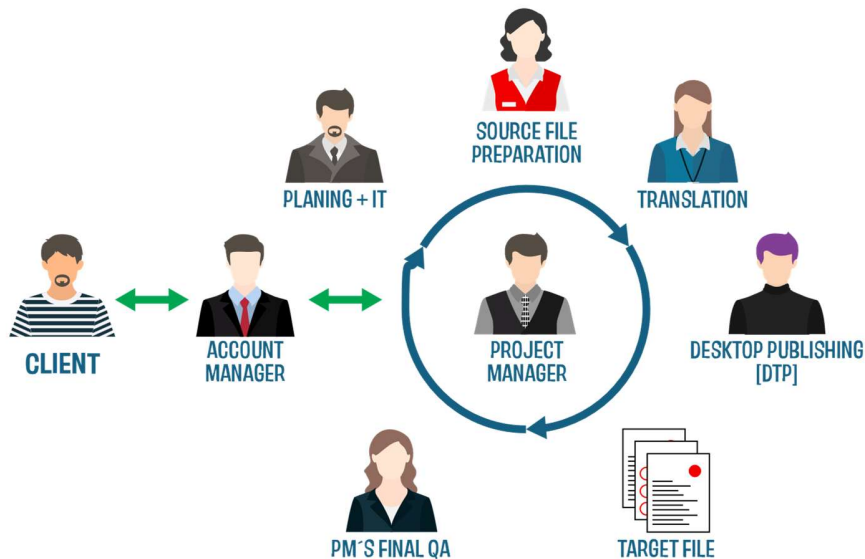 SOURCE FILE
PREPARATION
PLANING + IT
TRANSLATION
CLIENT
ACCOUNT
MANAGER
PROJECT
MANAGER
DESKTOP PUBLISHING
[DTP]
PM´S FINAL QA
TARGET FILE